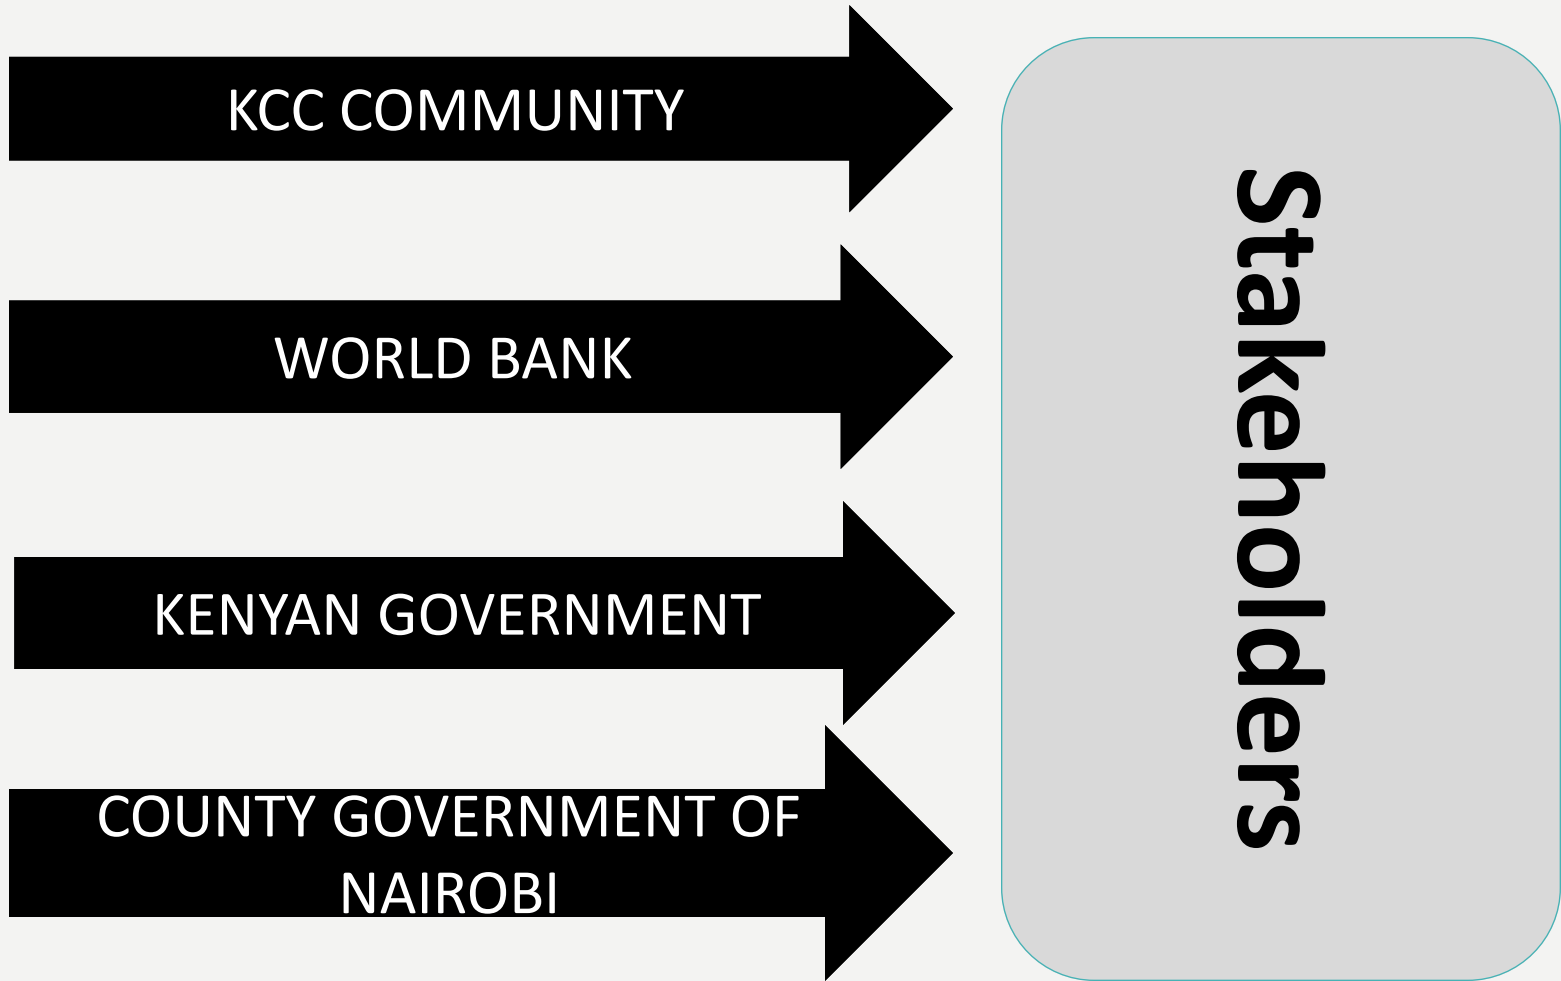 KCC COMMUNITY
WORLD BANK
KENYAN GOVERNMENT
COUNTY GOVERNMENT OF
NAIROBI
Stakeholders